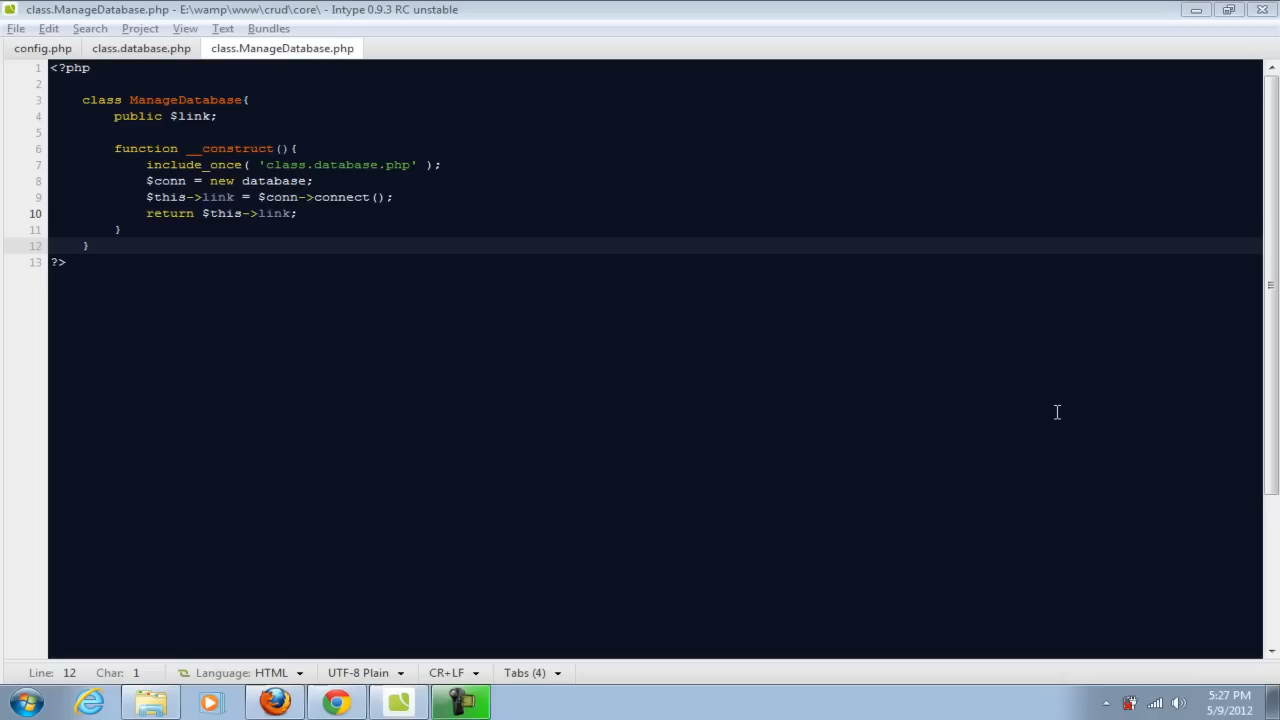 class.ManageDatabase.php - E:\wamp\www\crud\core\ - Intype 0.9.3 RC unstable
File Edit Search Project View Text Bundles
config.php class.database.php class.ManageDatabase.php
1 <?php
2
3 class ManageDatabase{
4 public $link;
5
6 function __construct(){
7 include_once( 'class.database.php' );
8 $conn = new database;
9 $this->link = $conn->connect();
10 return $this->link;
11 }
12 }
13 ?>
Line: 12 Char: 1 Language: HTML UTF-8 Plain CR+LF Tabs (4)
5:27 PM
5/9/2012